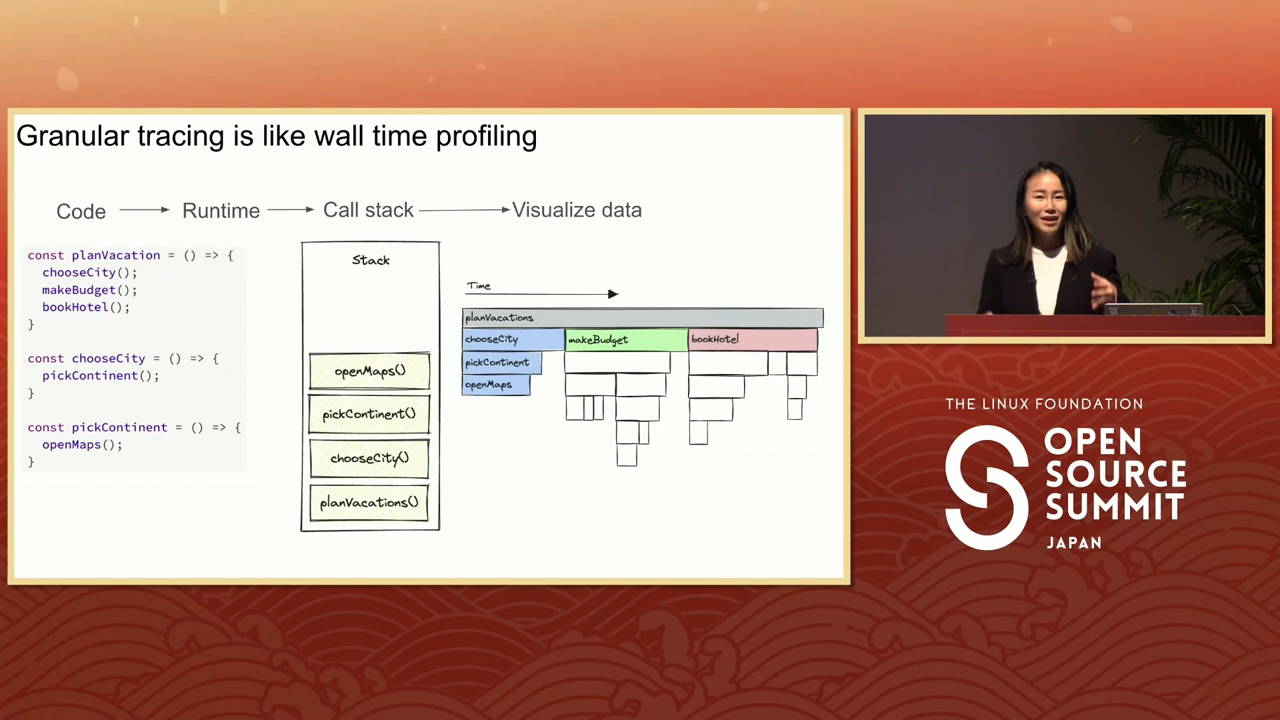 Granular tracing is like wall time profiling
Code
Runtime
Call stack
Visualize data
const planVacation = () => {
chooseCity();
makeBudget();
bookHotel();
}
const chooseCity = () => {
pickContinent();
}
const pickContinent = () => {
openMaps();
}
Stack
openMaps()
pickContinent()
chooseCity()
planVacations()
Time
planVacations
chooseCity
makeBudget
bookHotel
pickContinent
openMaps
THE LINUX FOUNDATION
OPEN
SOURCE
SUMMIT
JAPAN